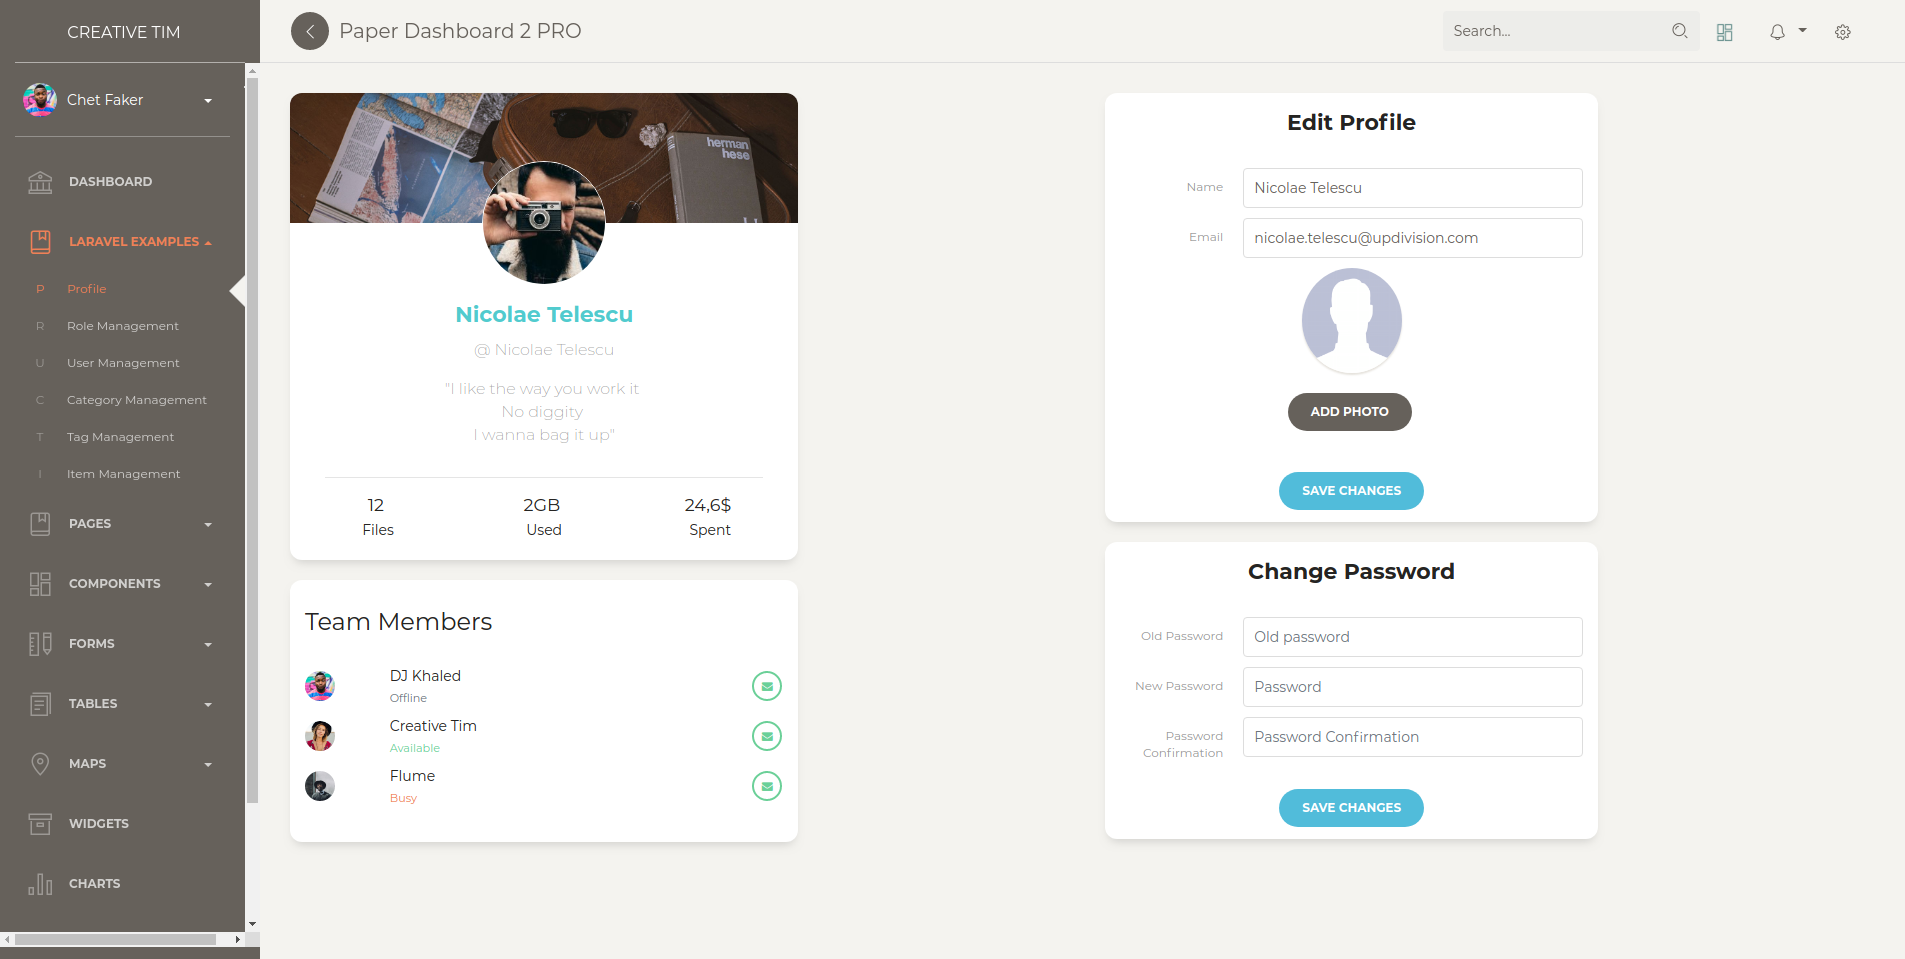 CREATIVE TIM
Chet Faker
DASHBOARD
LARAVEL EXAMPLES
P Profile
R Role Management
U User Management
C Category Management
T Tag Management
I Item Management
PAGES
COMPONENTS
FORMS
TABLES
MAPS
WIDGETS
CHARTS
Paper Dashboard 2 PRO
Search...
herman
hese
Nicolae Telescu
@ Nicolae Telescu
"I like the way you work it
No diggity
I wanna bag it up"
12
Files
2GB
Used
24,6$
Spent
Team Members
DJ Khaled
Offline
Creative Tim
Available
Flume
Busy
Edit Profile
Name Nicolae Telescu
Email nicolae.telescu@updivision.com
ADD PHOTO
SAVE CHANGES
Change Password
Old Password Old password
New Password Password
Password
Confirmation
Password Confirmation
SAVE CHANGES